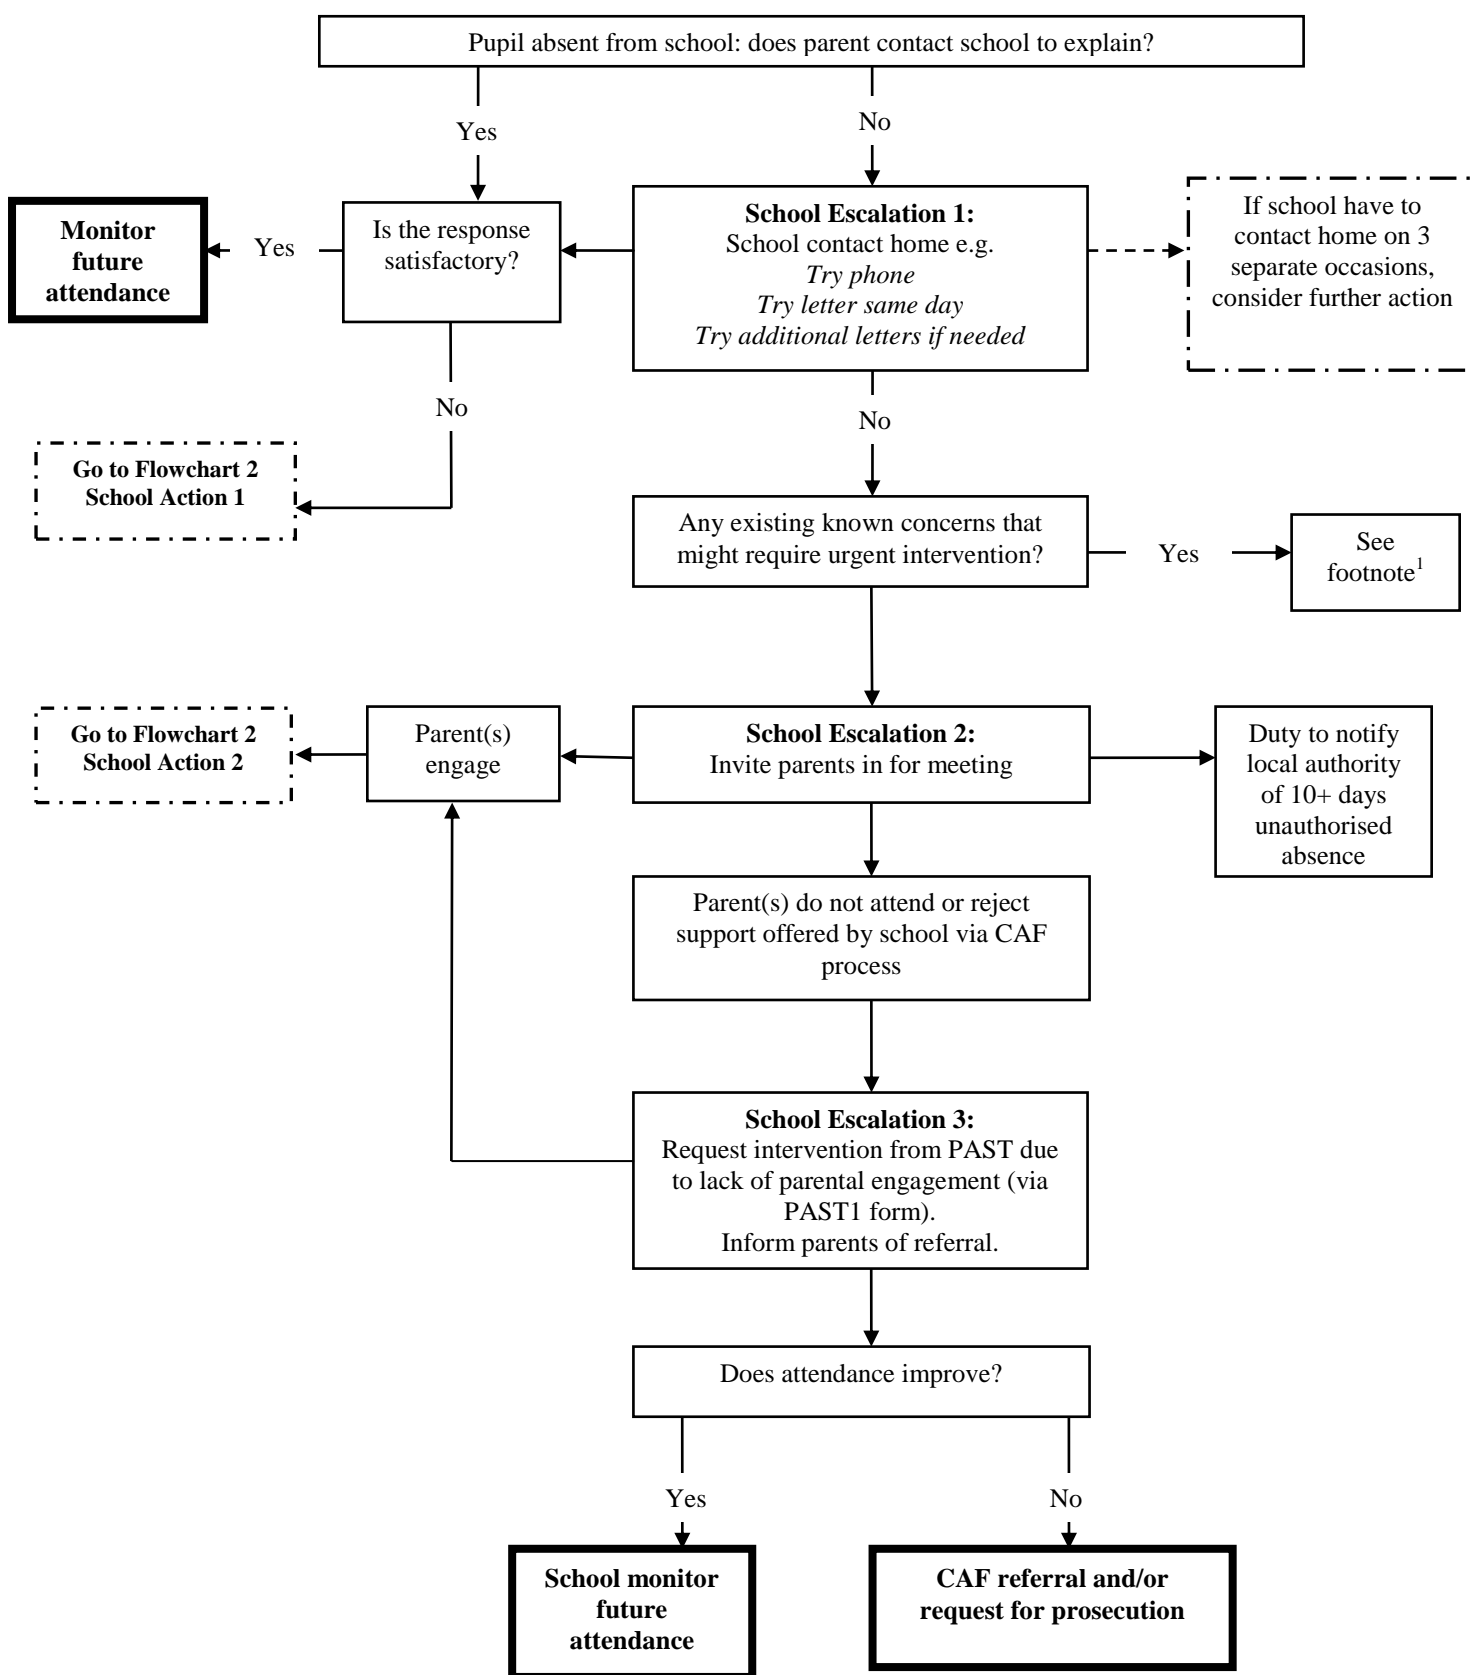 Pupil absent from school: does parent contact school to explain?
Yes
No
Monitor
future
attendance
Yes
Is the response
satisfactory?
School Escalation 1:
School contact home e.g.
Try phone
Try letter same day
Try additional letters if needed
If school have to
contact home on 3
separate occasions,
consider further action
No
No
Go to Flowchart 2
School Action 1
Any existing known concerns that
might require urgent intervention?
Yes
See
footnote1
Go to Flowchart 2
School Action 2
Parent(s)
engage
School Escalation 2:
Invite parents in for meeting
Duty to notify
local authority
of 10+ days
unauthorised
absence
Parent(s) do not attend or reject
support offered by school via CAF
process
School Escalation 3:
Request intervention from PAST due
to lack of parental engagement (via
PAST1 form).
Inform parents of referral.
Does attendance improve?
Yes
No
School monitor
future
attendance
CAF referral and/or
request for prosecution